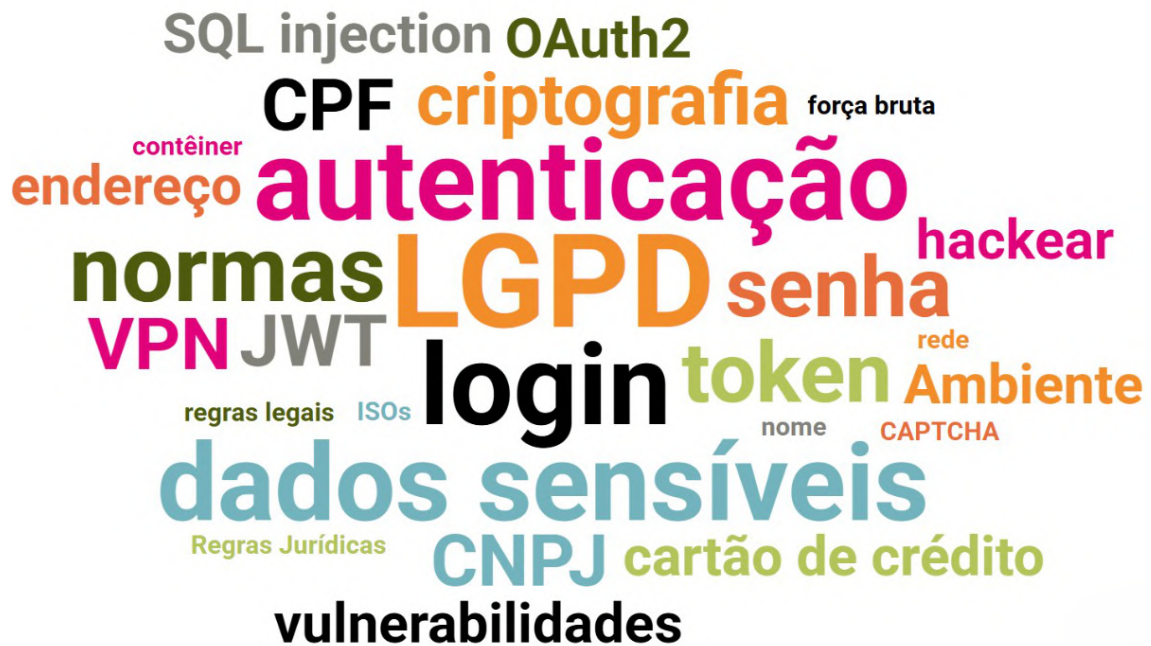 SQL injection OAuth2
CPF criptografia força bruta
contêiner
endereço autenticação
hackear
normas LGPD senha
VPN JWT
rede
login token Ambiente
regras legais ISOs
nome CAPTCHA
dados sensíveis
Regras Jurídicas
CNPJ cartão de crédito
vulnerabilidades